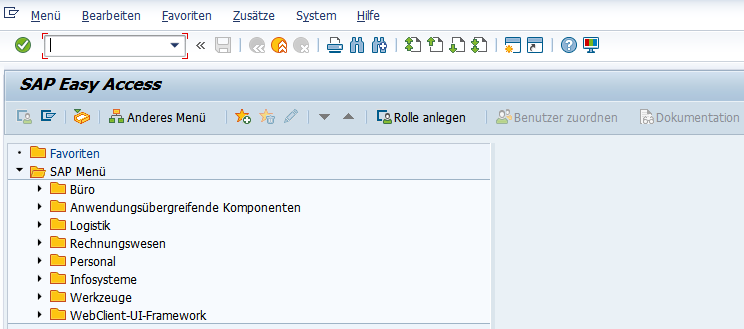 Menü Bearbeiten Favoriten Zusätze System Hilfe
SAP Easy Access
Anderes Menü Rolle anlegen Benutzer zuordnen Dokumentation
Favoriten
SAP Menü
Büro
Anwendungsübergreifende Komponenten
Logistik
Rechnungswesen
Personal
Infosysteme
Werkzeuge
WebClient-UI-Framework